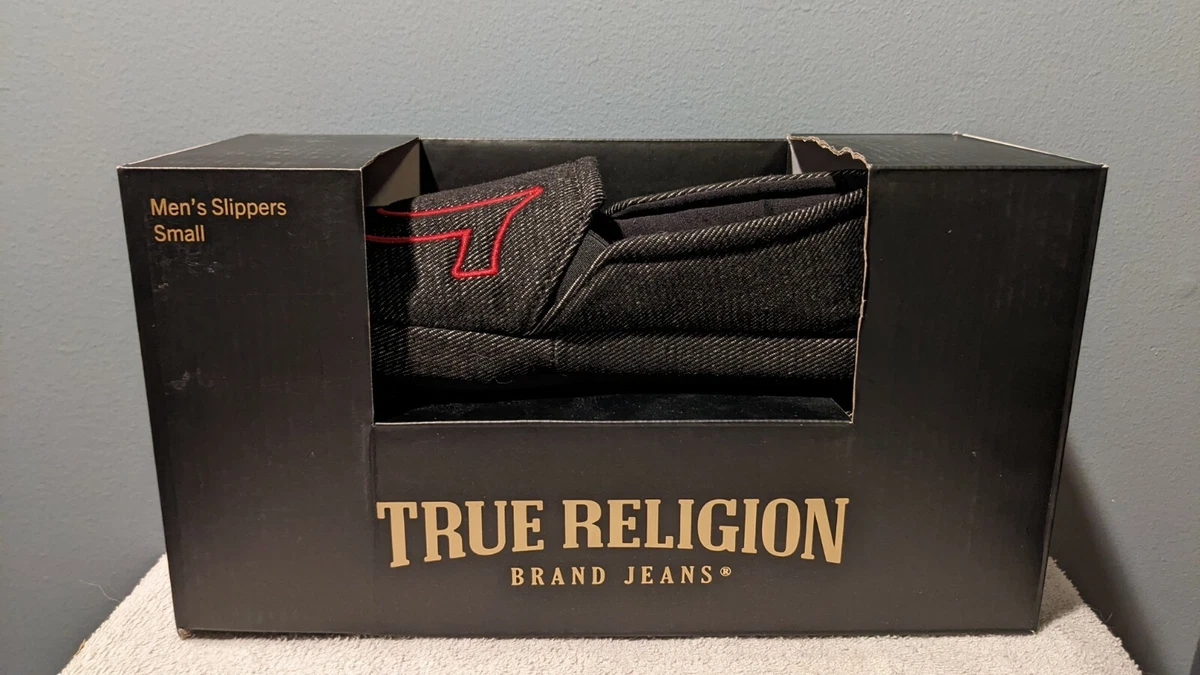 Men's Slippers
Small
TRUE RELIGION
BRAND JEANS®